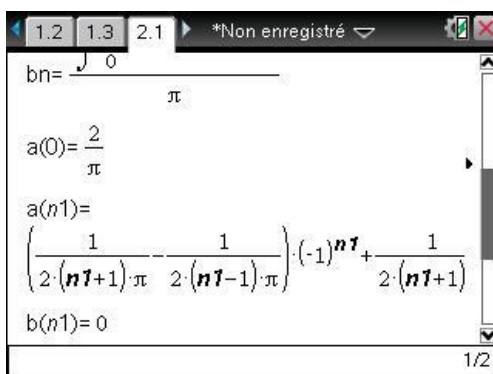 1.2 1.3 2.1 *Non enregistré
bn= ∫ 0
π
a(0)= 2/π
a(n1)=
(1/(2·(n1+1)·π) - 1/(2·(n1-1)·π))·(-1)^n1 + 1/(2·(n1+1)
b(n1)= 0
1/2